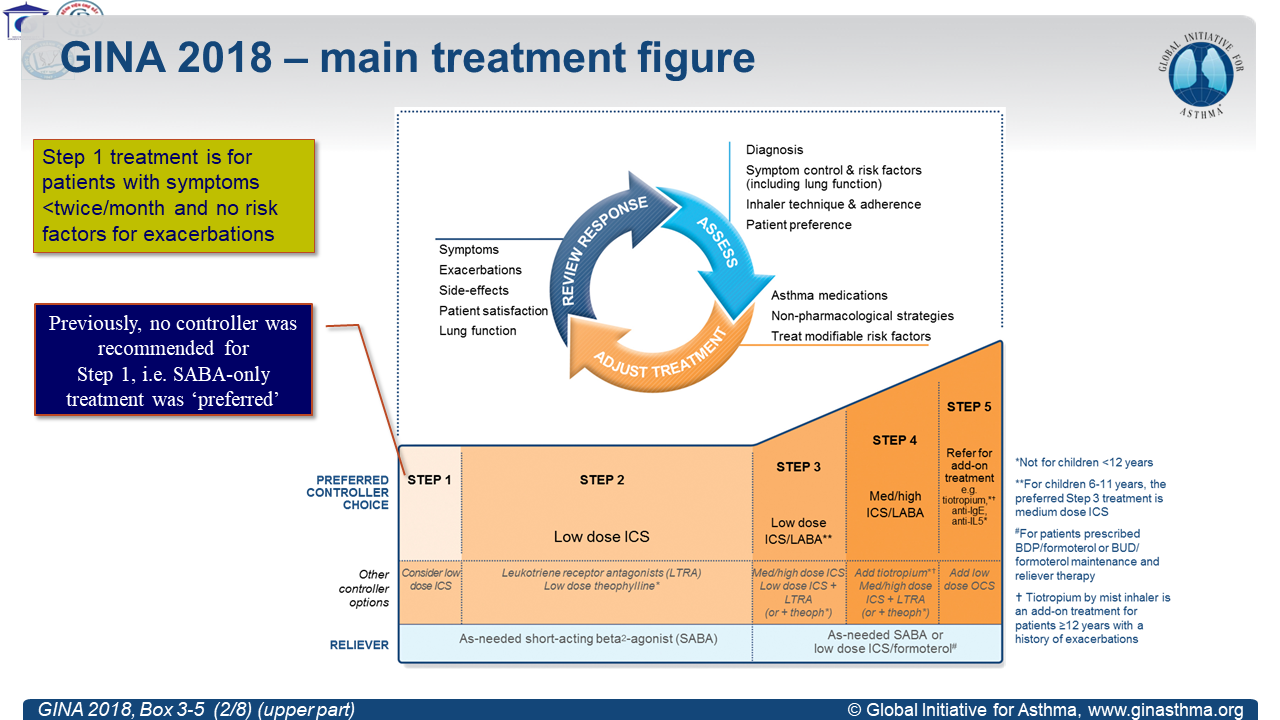 GINA 2018 – main treatment figure
GLOBAL INITIATIVE FOR
ASTHMA
Step 1 treatment is for
patients with symptoms
<twice/month and no risk
factors for exacerbations
Previously, no controller was
recommended for
Step 1, i.e. SABA-only
treatment was ‘preferred’
REVIEW RESPONSE
ASSESS
ADJUST TREATMENT
Diagnosis
Symptom control & risk factors
(including lung function)
Inhaler technique & adherence
Patient preference
Symptoms
Exacerbations
Side-effects
Patient satisfaction
Lung function
Asthma medications
Non-pharmacological strategies
Treat modifiable risk factors
PREFERRED
CONTROLLER
CHOICE
STEP 1
STEP 2
Low dose ICS
STEP 3
Low dose
ICS/LABA**
STEP 4
Med/high
ICS/LABA
STEP 5
Refer for
add-on
treatment
e.g.
tiotropium,*†
anti-IgE,
anti-IL5*
Other
controller
options
Consider low
dose ICS
Leukotriene receptor antagonists (LTRA)
Low dose theophylline*
Med/high dose ICS
Low dose ICS +
LTRA
(or + theoph*)
Add tiotropium*†
Med/high dose
ICS + LTRA
(or + theoph*)
Add low
dose OCS
RELIEVER
As-needed short-acting beta2-agonist (SABA)
As-needed SABA or
low dose ICS/formoterol#
*Not for children <12 years
**For children 6-11 years, the
preferred Step 3 treatment is
medium dose ICS
#For patients prescribed
BDP/formoterol or BUD/
formoterol maintenance and
reliever therapy
† Tiotropium by mist inhaler is
an add-on treatment for
patients ≥12 years with a
history of exacerbations
GINA 2018, Box 3-5 (2/8) (upper part)
© Global Initiative for Asthma, www.ginasthma.org